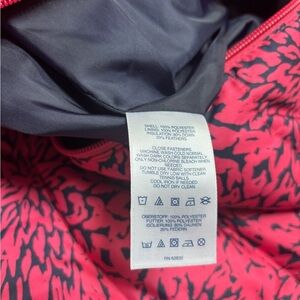 SHELL: 100% POLYESTER
LINING: 100% POLYESTER
INSULATION: 80% DOWN
20% FEATHERS
CLOSE FASTENERS
MACHINE WASH COLD NORMAL
WASH DARK COLORS SEPARATELY
ONLY NON-CHLORINE BLEACH WHEN
NEEDED
DO NOT USE FABRIC SOFTENER
TUMBLE DRY LOW WITH CLEAN
TENNIS BALLS
COOL IRON IF NEEDED
DO NOT DRY CLEAN
OBERSTOFF: 100% POLYESTER
FUTTER: 100% POLYESTER
ISOLIERUNG: 80% DAUNEN
20% FEDERN